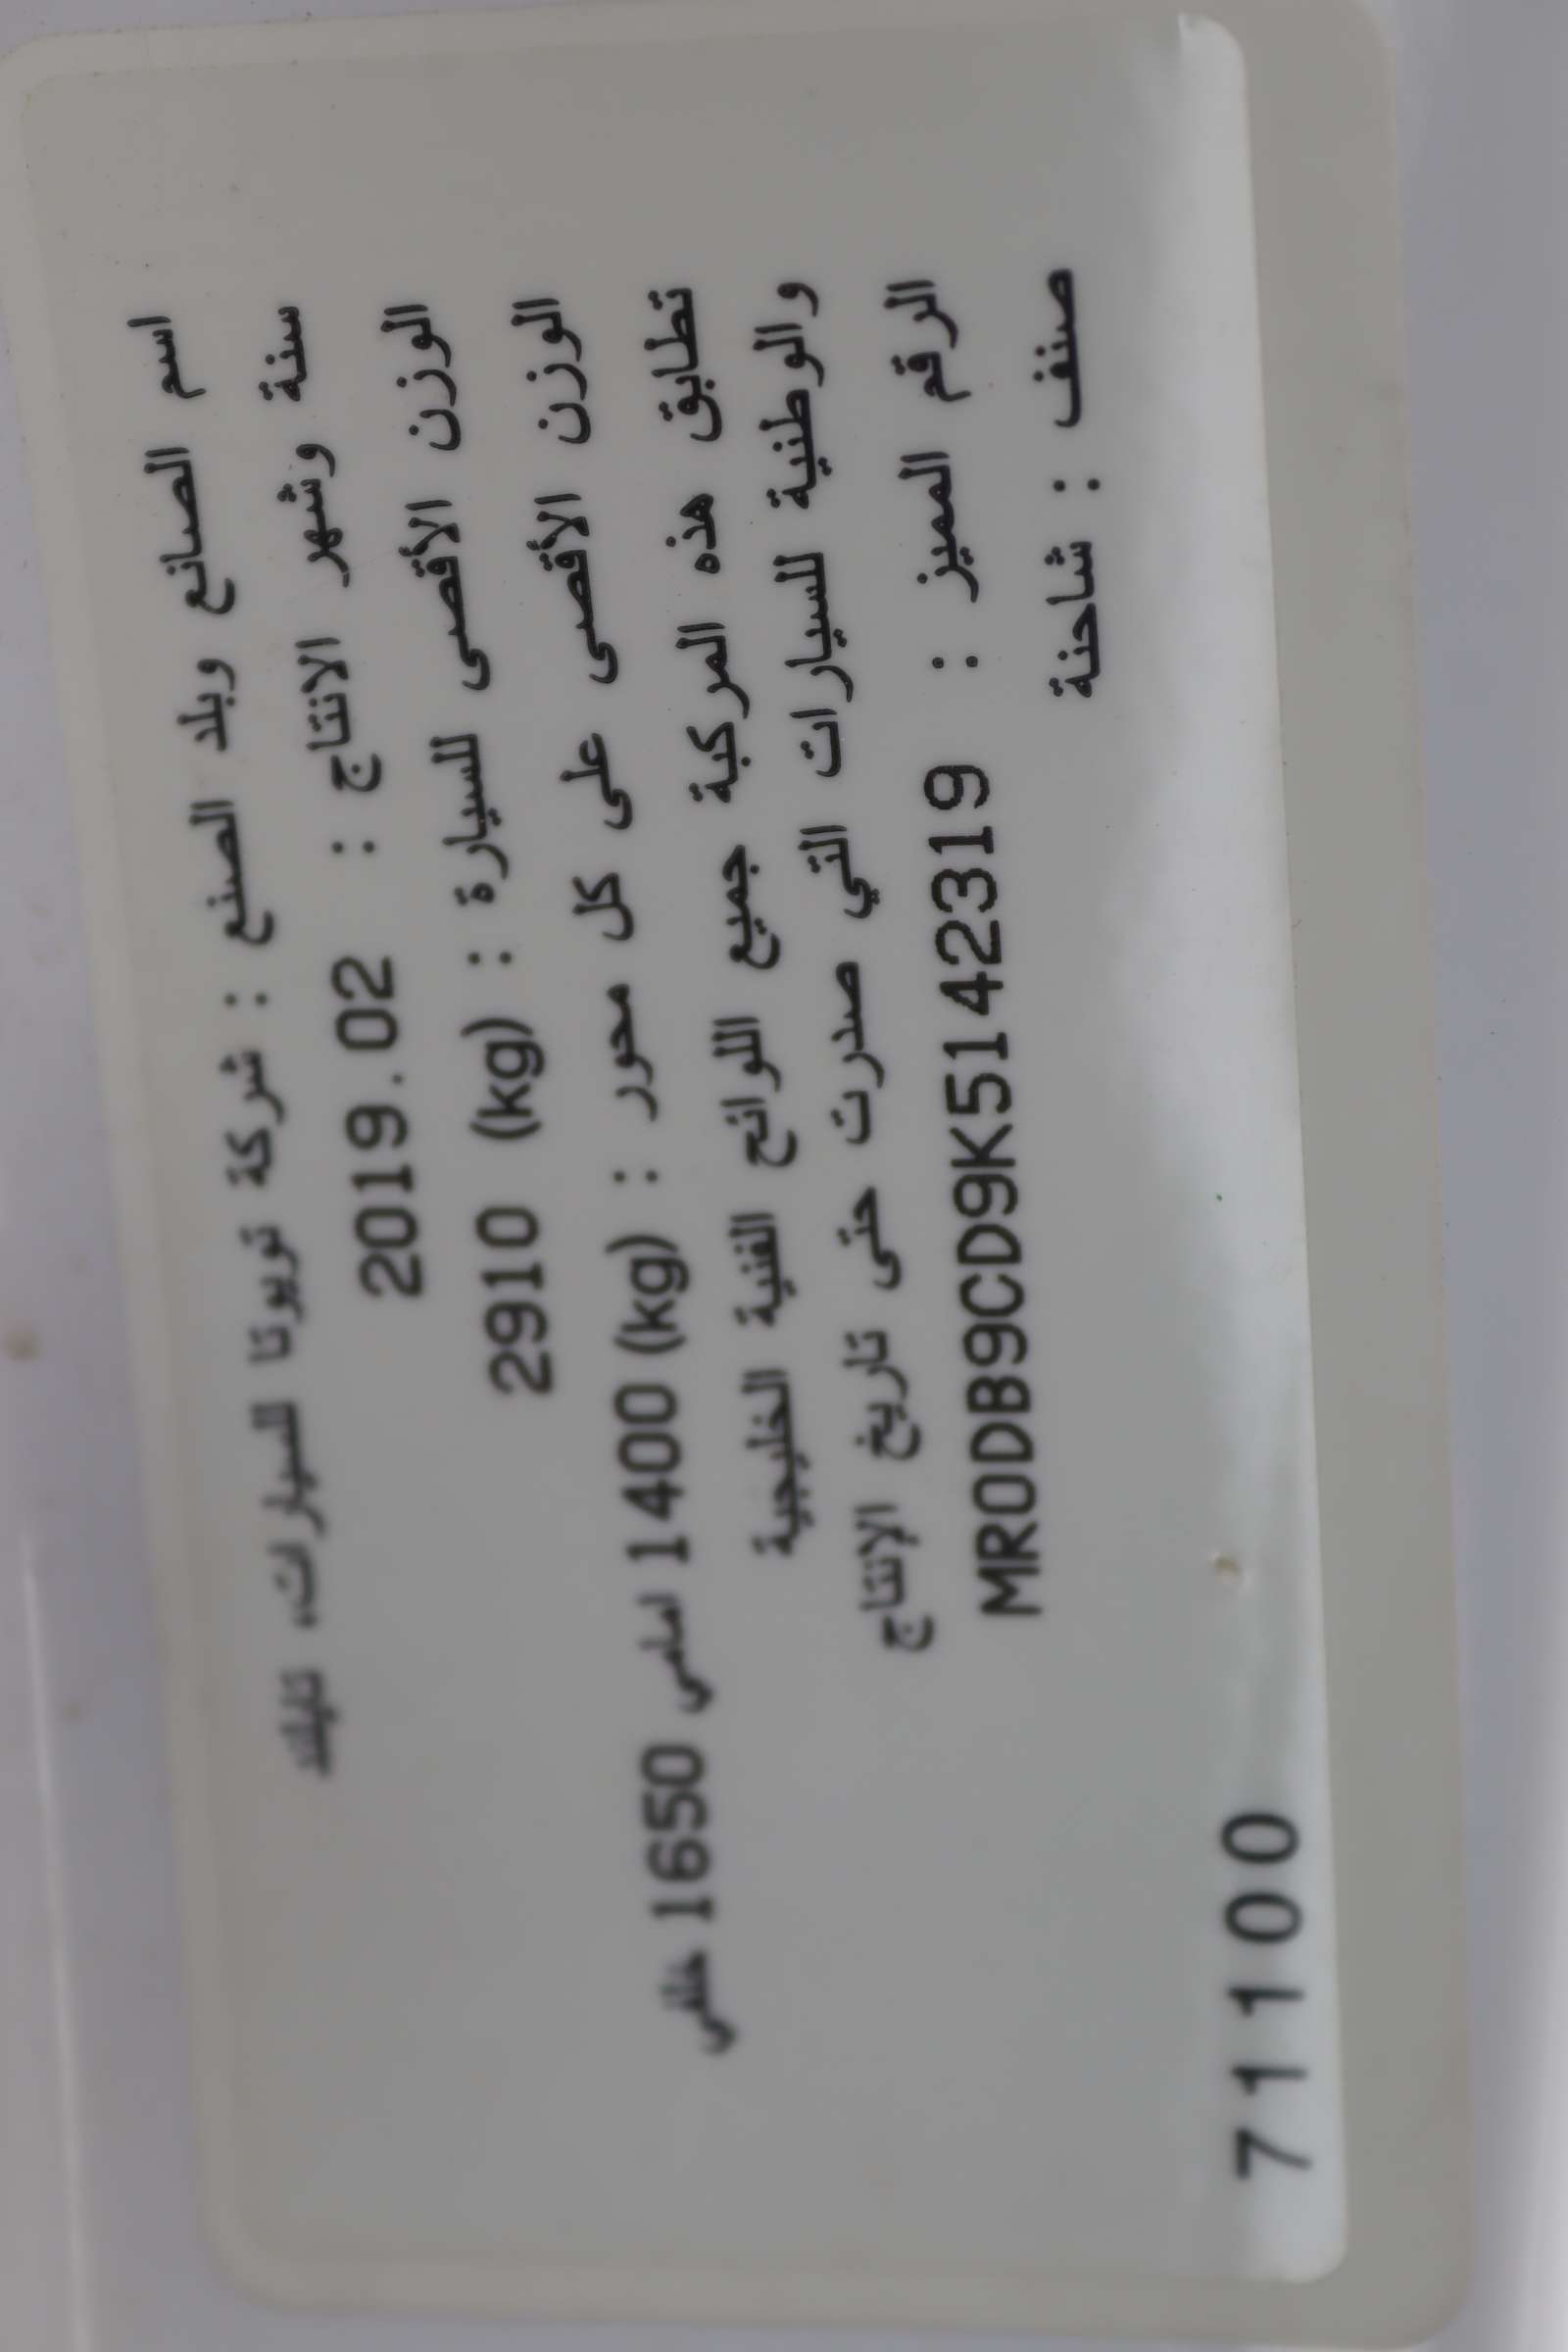 اسم الصانع وبلد الصنع : شركة تويوتا للسيارات، تايلند
سنة وشهر الانتاج : 2019.02
الوزن الأقصى للسيارة : (kg) 2910
الوزن الأقصى على كل محور : (kg) 1400 امامي 1650 خلفي
تطابق هذه المركبة جميع اللوائح الفنية الخليجية
والوطنية للسيارات التي صدرت حتى تاريخ الإنتاج
الرقم المميز : MR0DB9CD9K5142319
صنف : شاحنة
71100